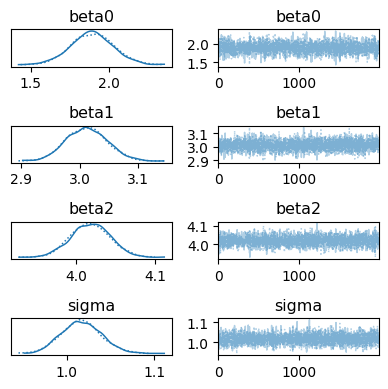 beta0 beta0
2.0
1.5
1.5 2.0 0 1000
beta1 beta1
3.1
3.0
2.9
2.9 3.0 3.1 0 1000
beta2 beta2
4.1
4.0
4.0 4.1 0 1000
sigma sigma
1.1
1.0
1.0 1.1 0 1000